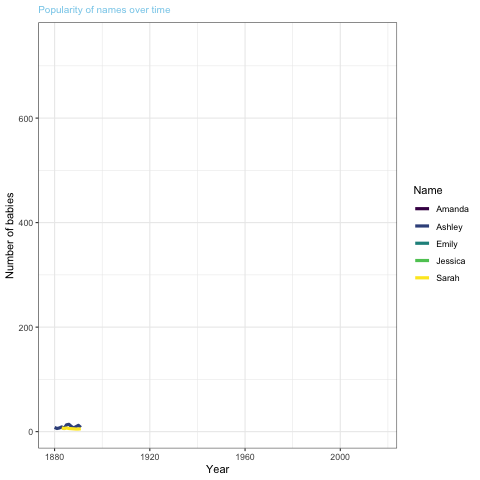 Popularity of names over time
Number of babies
600
400
200
0
1880 1920 1960 2000
Year
Name
Amanda
Ashley
Emily
Jessica
Sarah